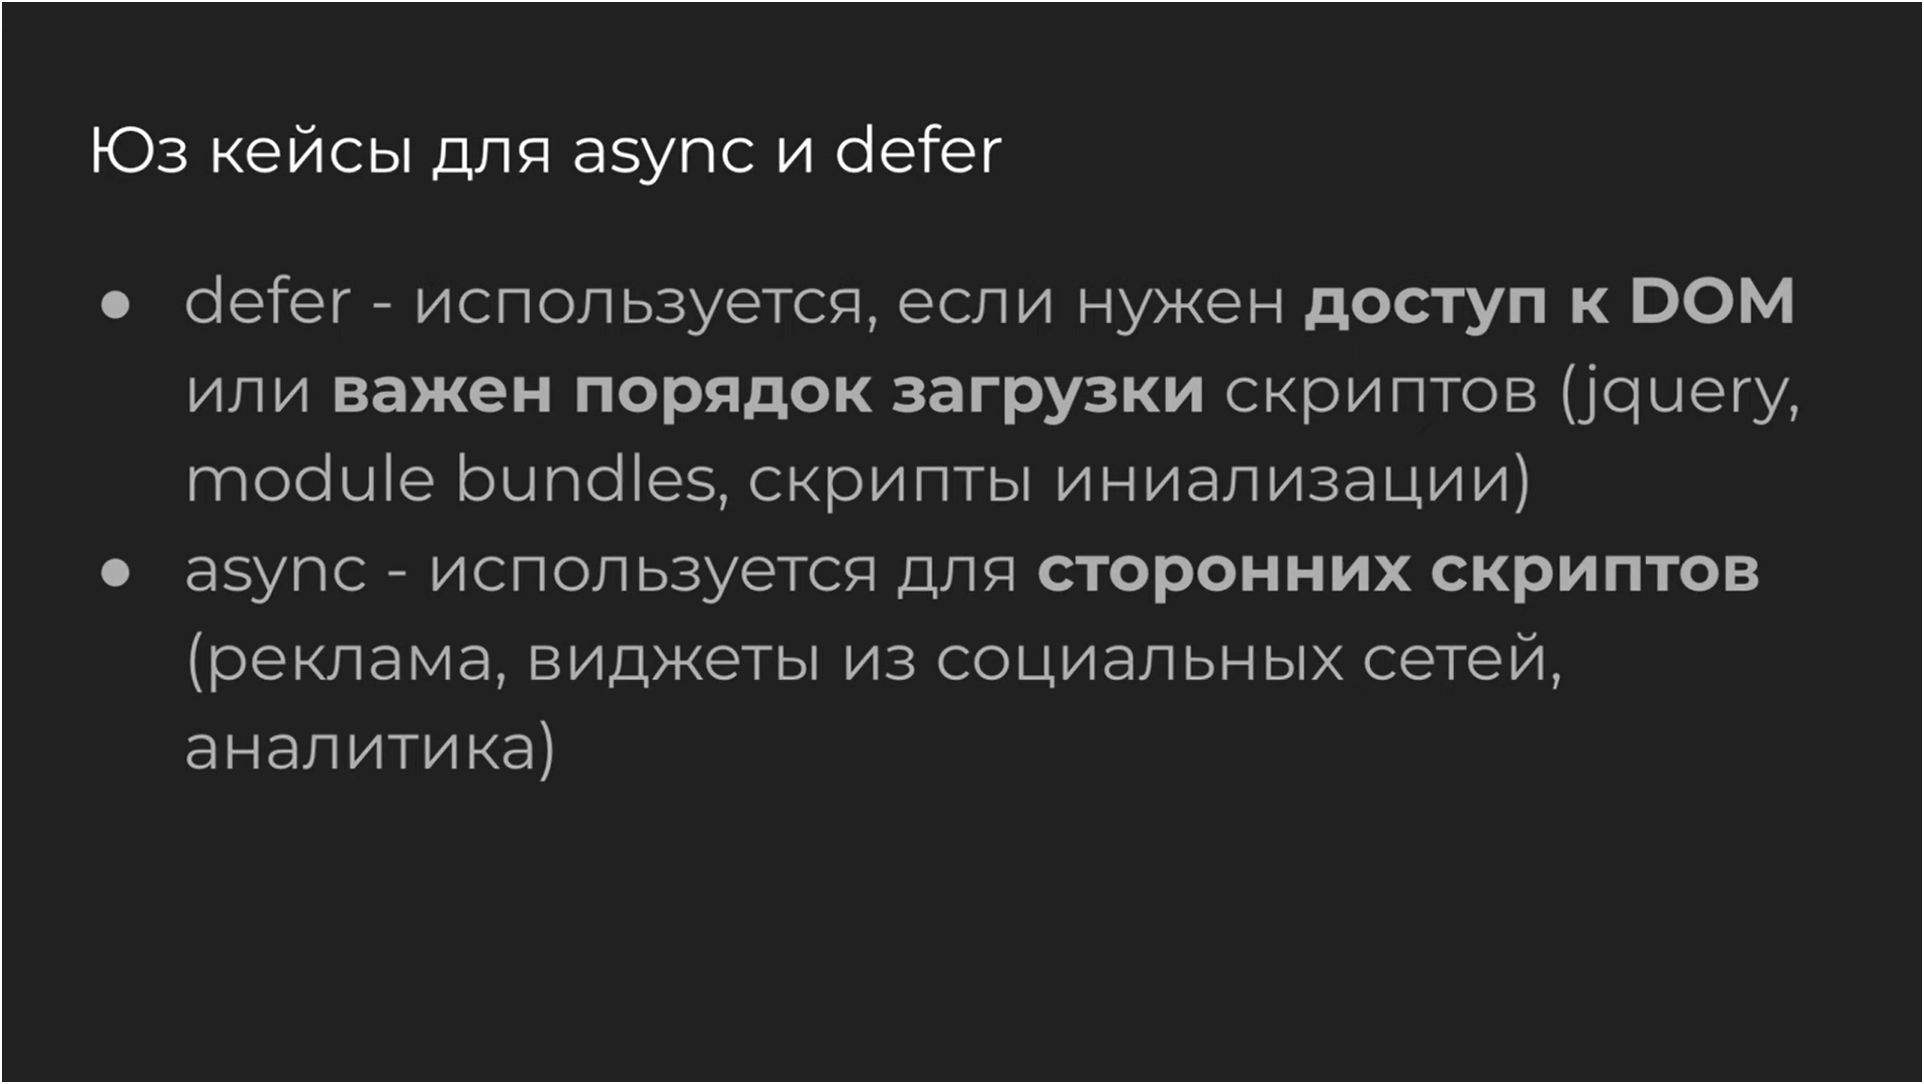 Юз кейсы для async и defer
● defer - используется, если нужен доступ к DOM
или важен порядок загрузки скриптов (jquery,
module bundles, скрипты иниализации)
● async - используется для сторонних скриптов
(реклама, виджеты из социальных сетей,
аналитика)